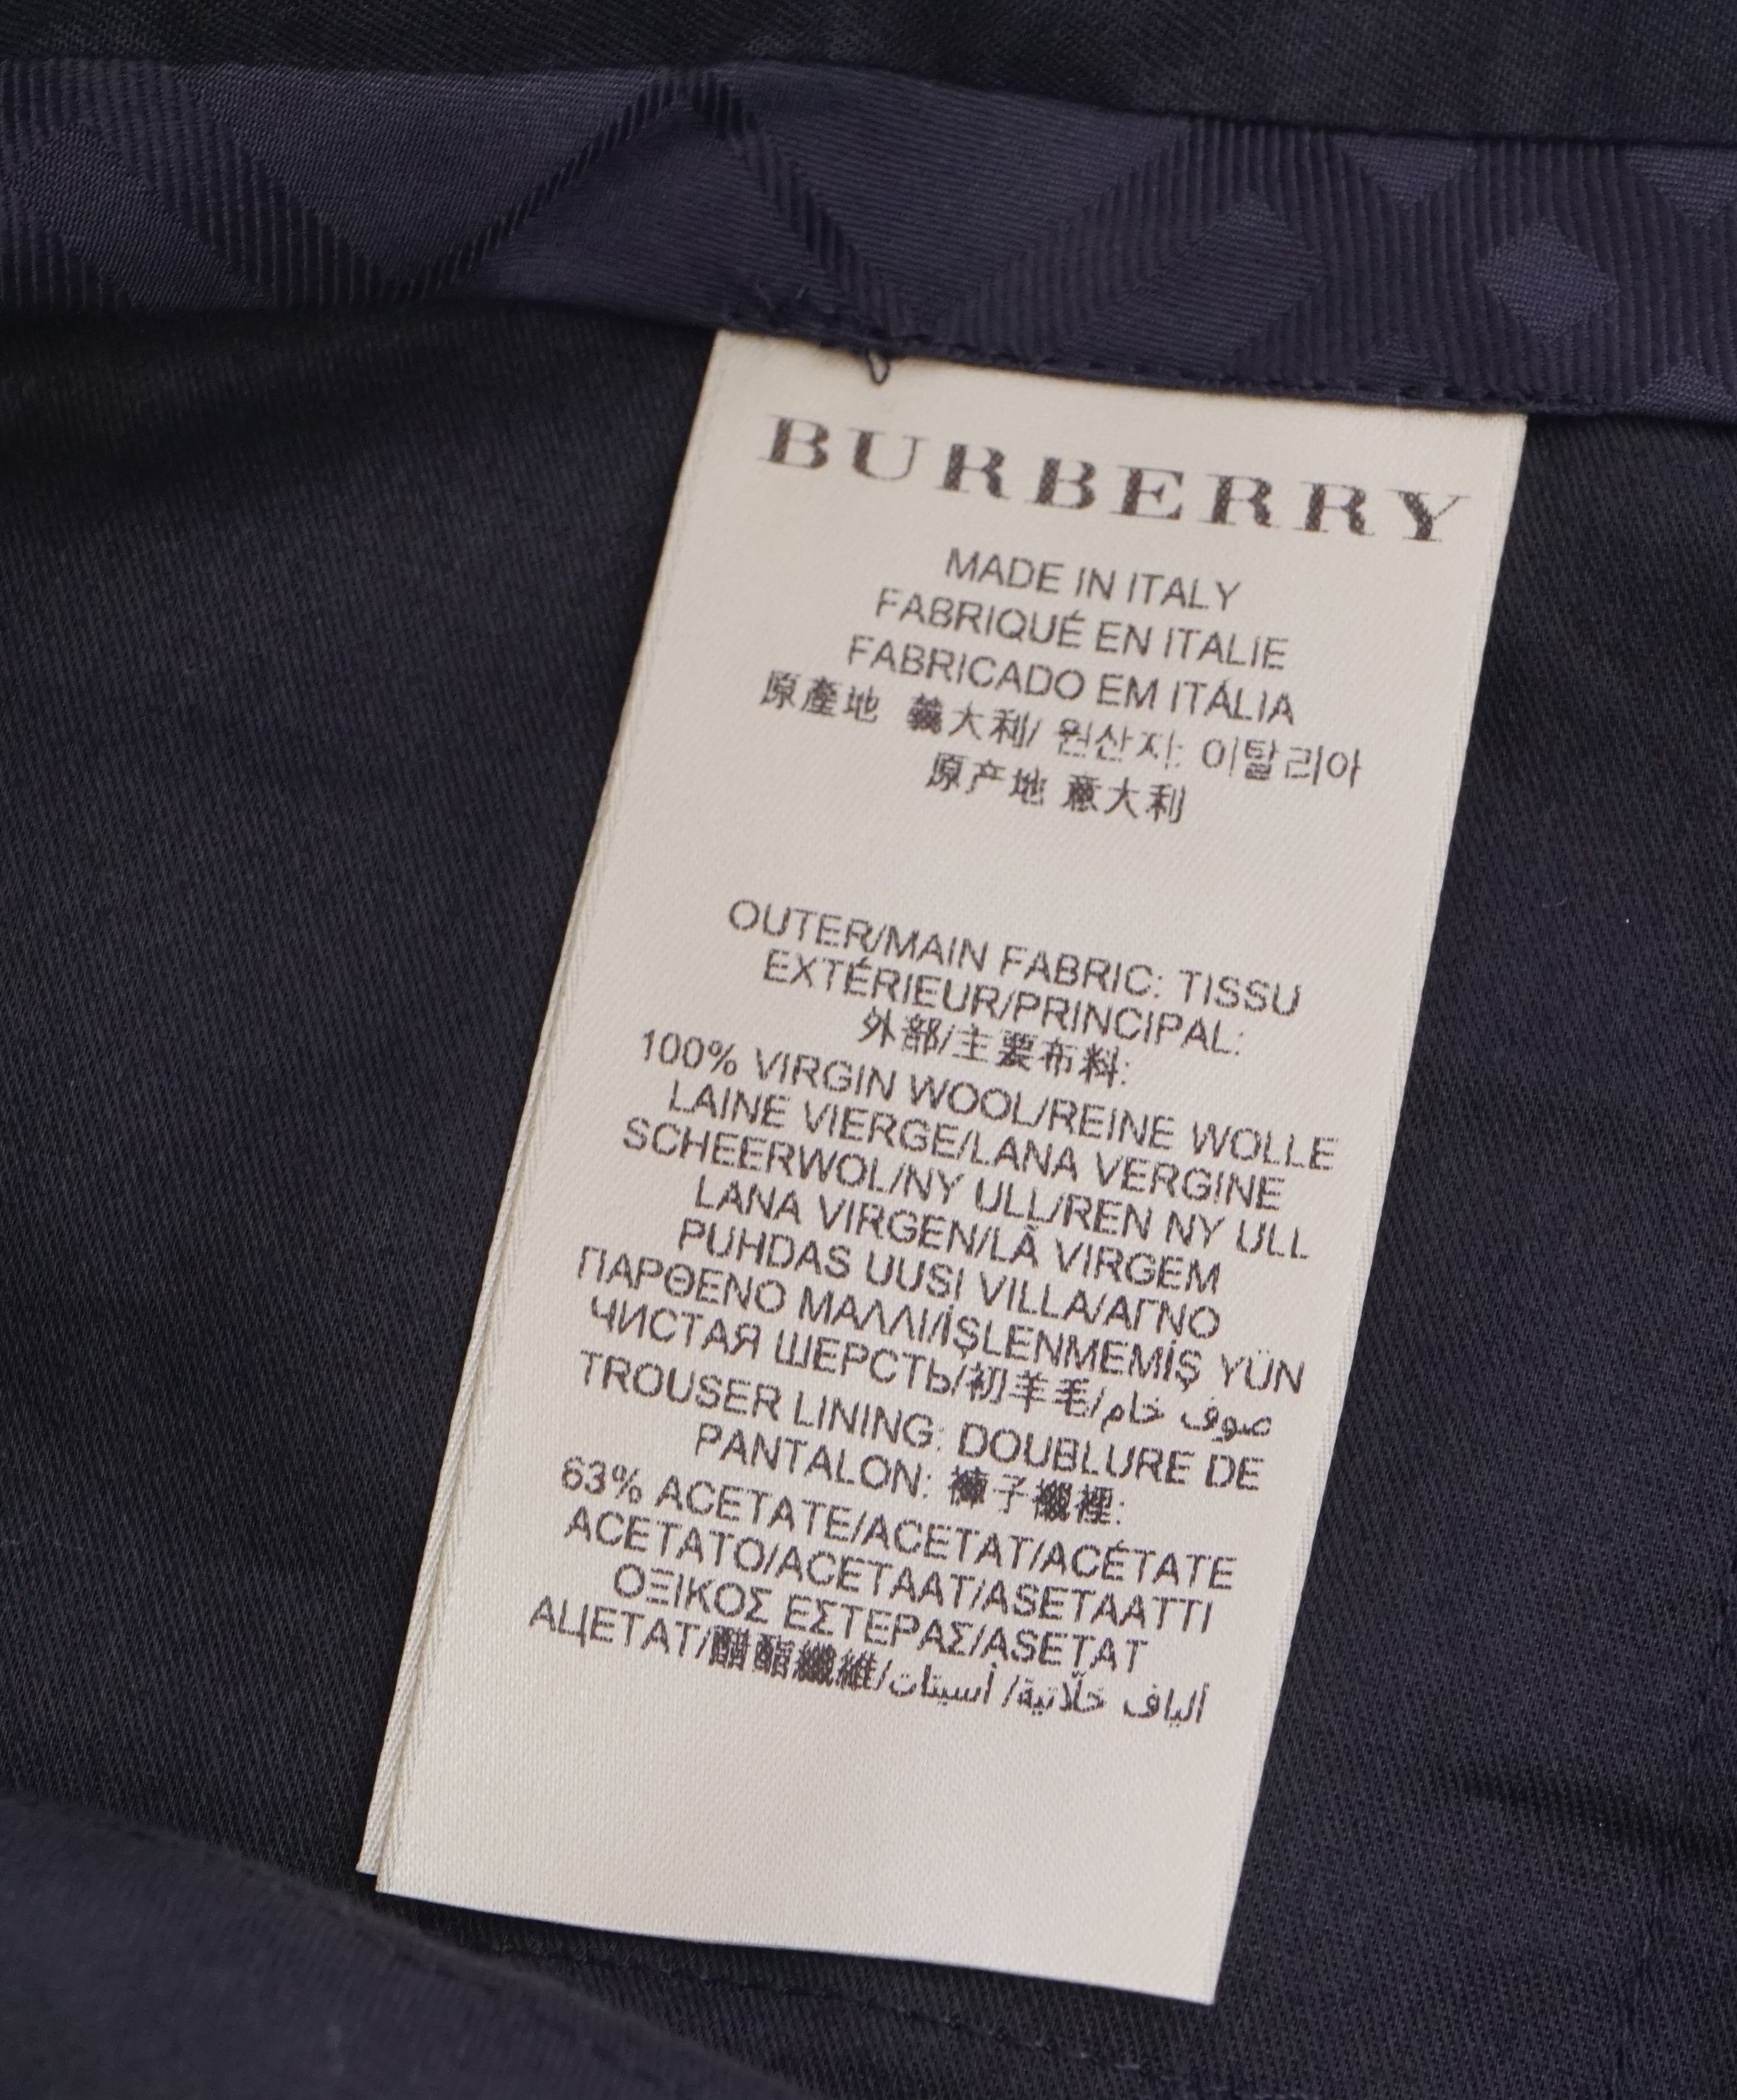 BURBERRY
MADE IN ITALY
FABRIQUÉ EN ITALIE
FABRICADO EM ITÁLIA
原產地 義大利/ 원산지: 이탈리아
原产地 意大利
OUTER/MAIN FABRIC: TISSU
EXTÉRIEUR/PRINCIPAL:
外部/主要布料:
100% VIRGIN WOOL/REINE WOLLE
LAINE VIERGE/LANA VERGINE
SCHEERWOL/NY ULL/REN NY ULL
LANA VIRGEN/LÃ VIRGEM
PUHDAS UUSI VILLA/ΑΓΝΟ
ΠΑΡΘΕΝΟ ΜΑΛΛΙ/İŞLENMEMİŞ YÜN
ЧИСТАЯ ШЕРСТЬ/初羊毛/صوف خام
TROUSER LINING: DOUBLURE DE
PANTALON: 褲子襯裡:
63% ACETATE/ACETAT/ACÉTATE
ACETATO/ACETAAT/ASETAATTI
ΟΞΙΚΟΣ ΕΣΤΕΡΑΣ/ASETAT
АЦЕТАТ/醋酯纖維/ألياف خلّاتية/ أسيتات